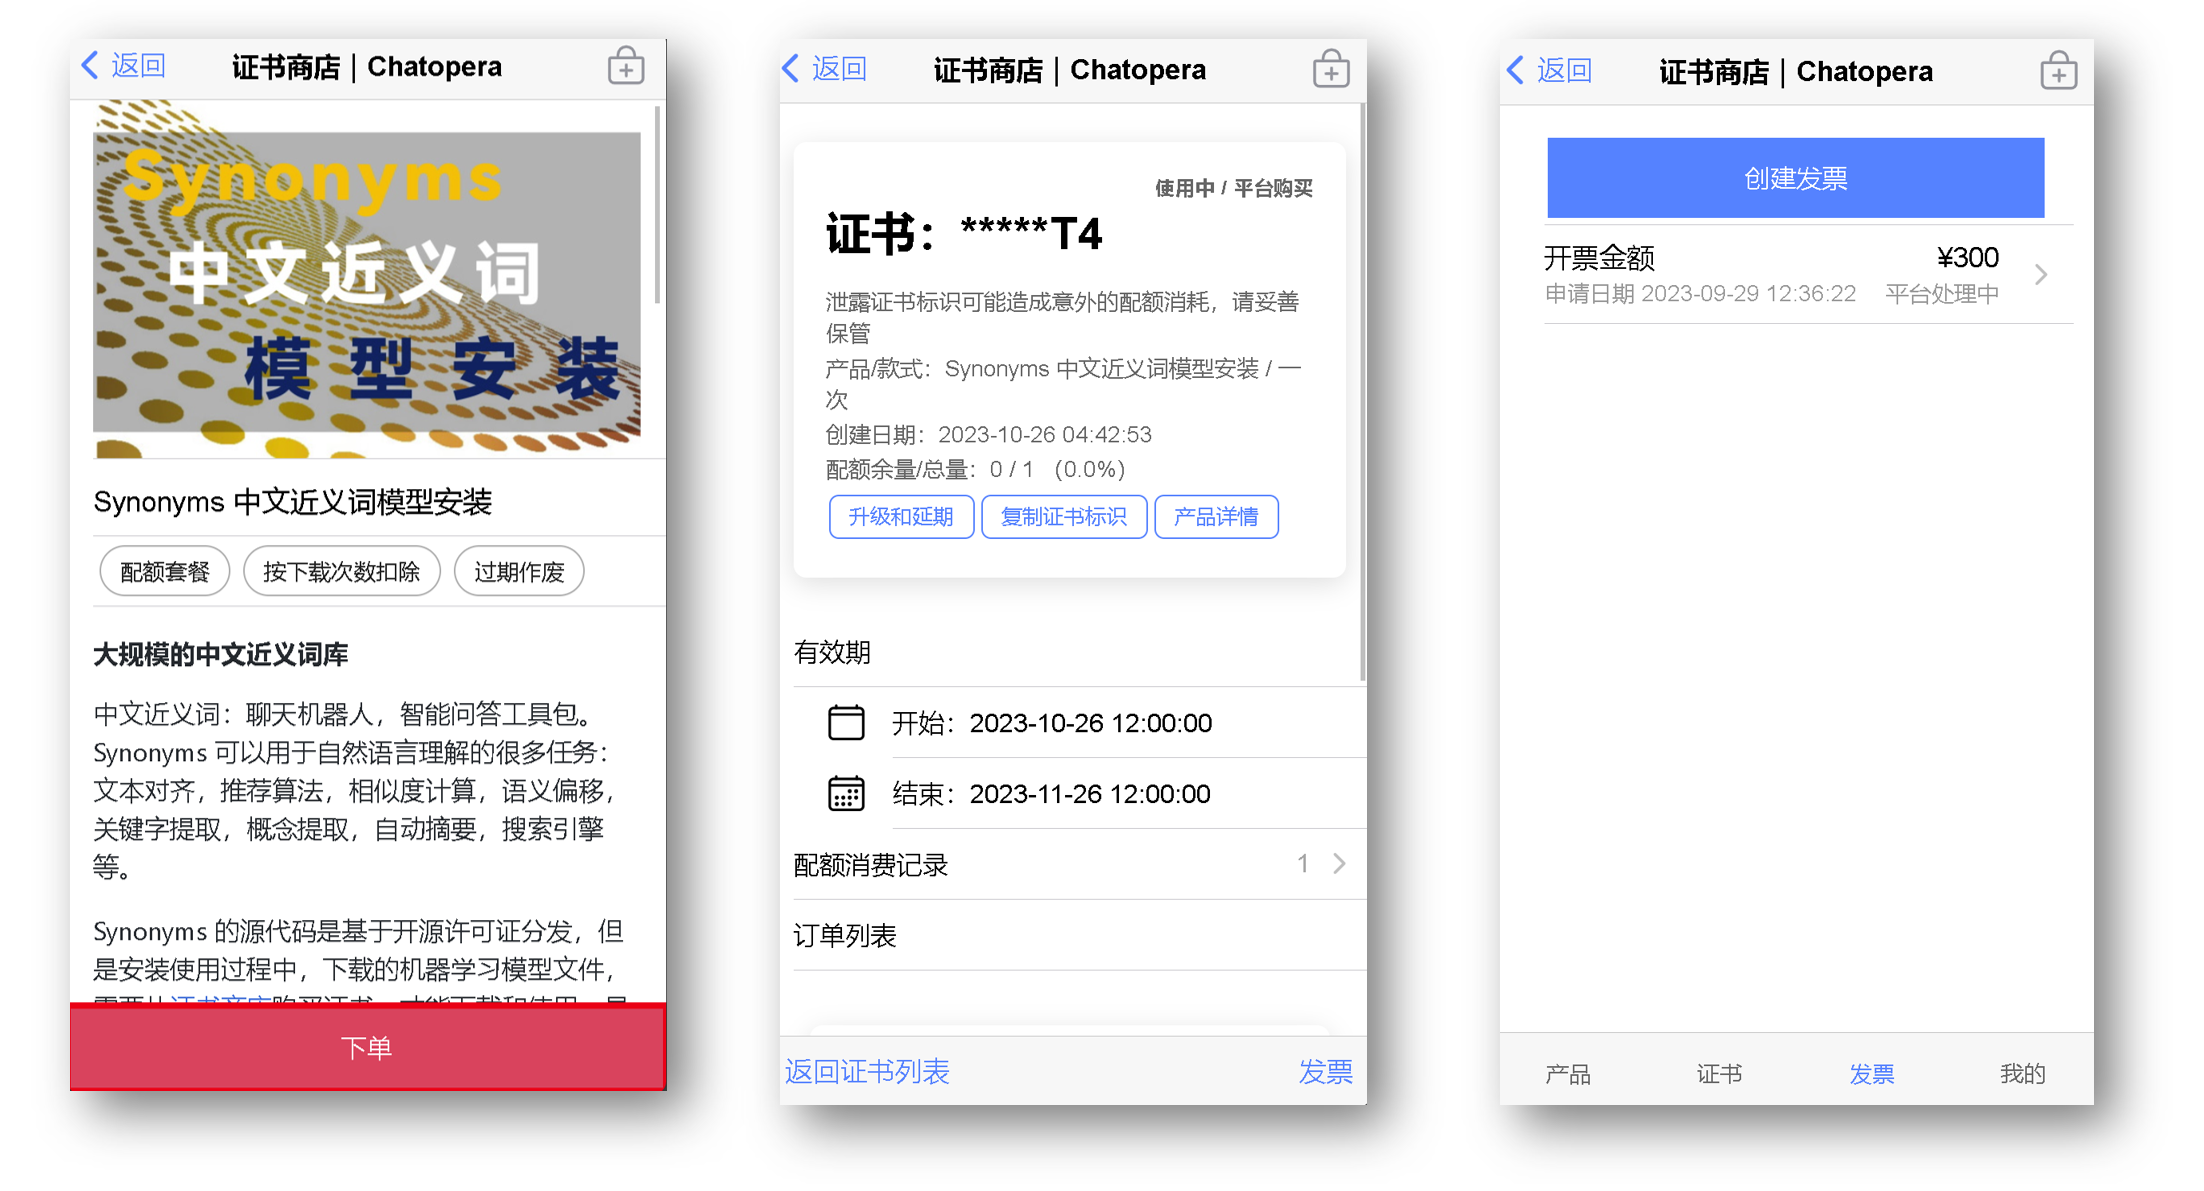 返回
证书商店 | Chatopera
Synonyms
中文近义词
模型安装
Synonyms 中文近义词模型安装
配额套餐
按下载次数扣除
过期作废
大规模的中文近义词库
中文近义词：聊天机器人，智能问答工具包。
Synonyms 可以用于自然语言理解的很多任务：
文本对齐，推荐算法，相似度计算，语义偏移，
关键字提取，概念提取，自动摘要，搜索引擎
等。
Synonyms 的源代码是基于开源许可证分发，但
是安装使用过程中，下载的机器学习模型文件，
下单
返回
证书商店 | Chatopera
使用中 / 平台购买
证书：*****T4
泄露证书标识可能造成意外的配额消耗，请妥善
保管
产品/款式：Synonyms 中文近义词模型安装 / 一
次
创建日期：2023-10-26 04:42:53
配额余量/总量：0 / 1 （0.0%）
升级和延期
复制证书标识
产品详情
有效期
开始：2023-10-26 12:00:00
结束：2023-11-26 12:00:00
配额消费记录 1
订单列表
返回证书列表
发票
返回
证书商店 | Chatopera
创建发票
开票金额 ¥300
申请日期 2023-09-29 12:36:22 平台处理中
产品
证书
发票
我的